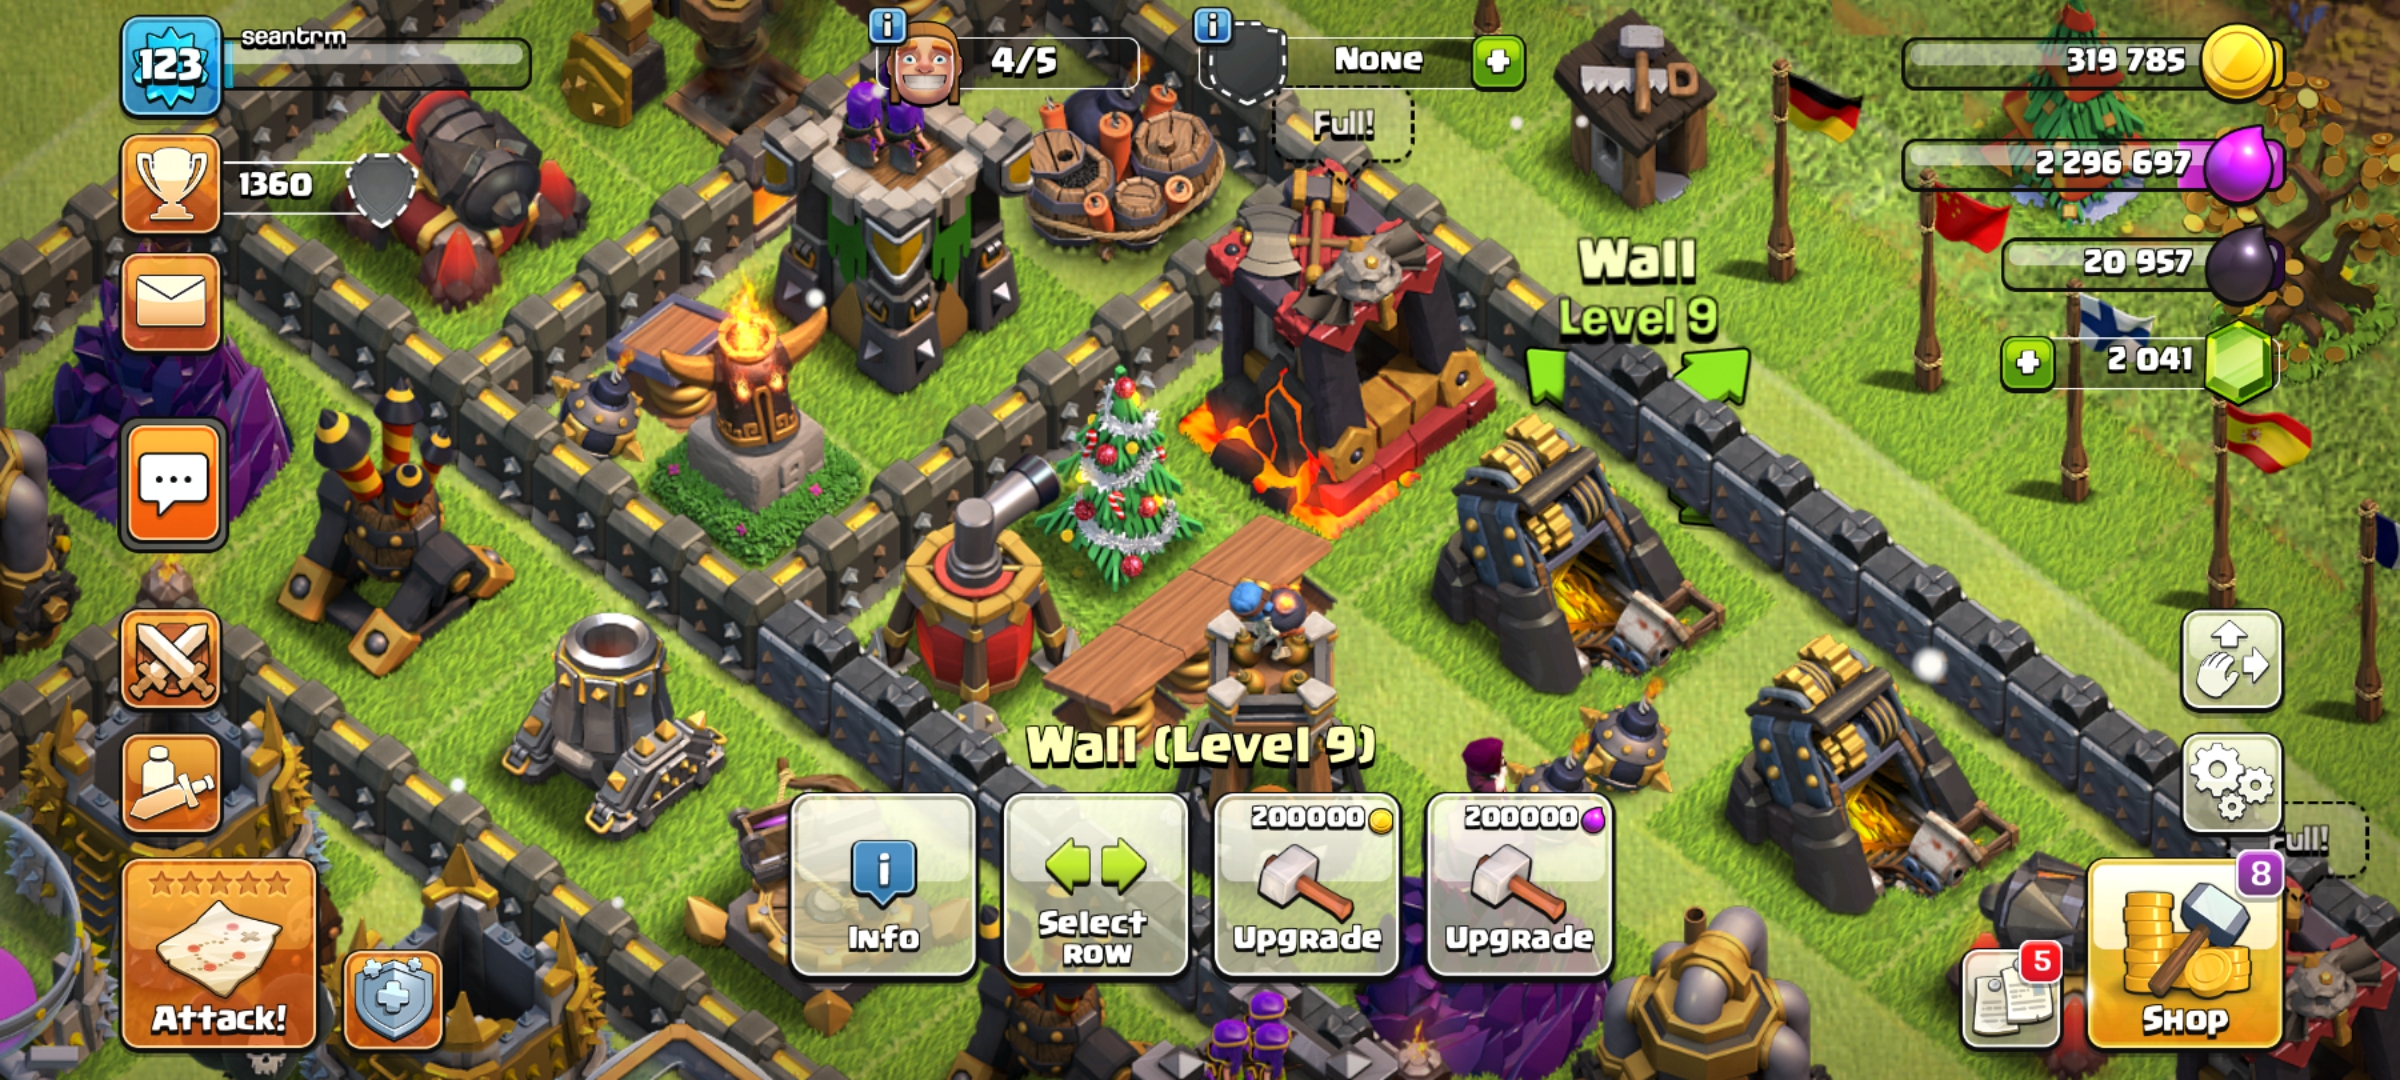 seantrm
123
4/5
None
319 785
1360
Full!
2 296 697
20 957
2 041
Wall
Level 9
Wall (Level 9)
Info
Select
Row
200000
Upgrade
200000
Upgrade
Full!
8
5
Attack!
Shop